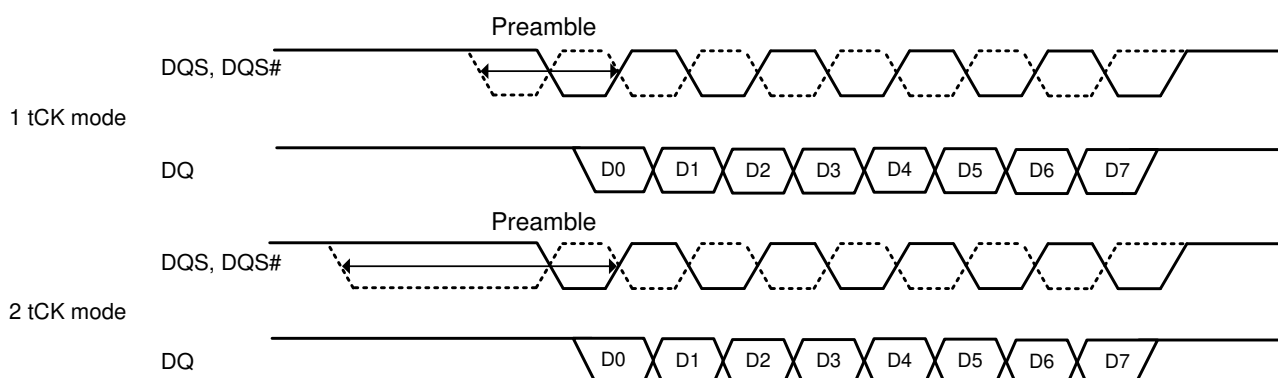 Preamble
DQS, DQS#
1 tCK mode
DQ D0 D1 D2 D3 D4 D5 D6 D7
Preamble
DQS, DQS#
2 tCK mode
DQ D0 D1 D2 D3 D4 D5 D6 D7